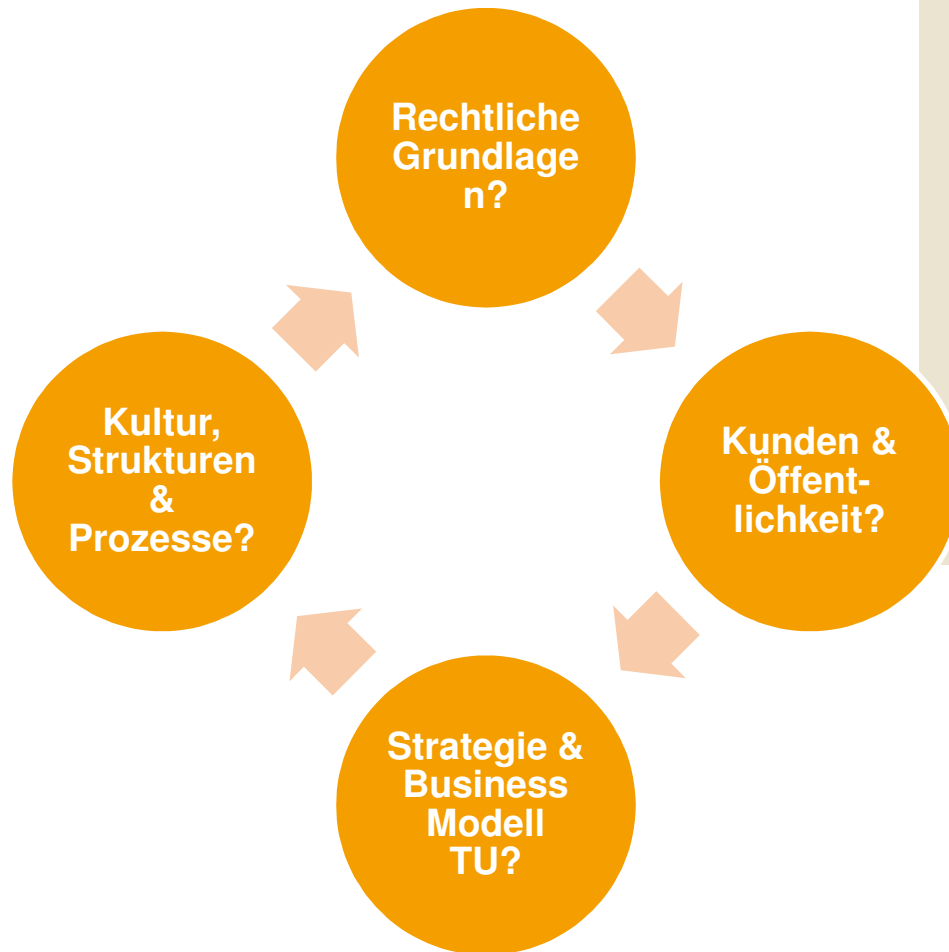 Rechtliche
Grundlage
n?
Kunden &
Öffent-
lichkeit?
Strategie &
Business
Modell
TU?
Kultur,
Strukturen
&
Prozesse?